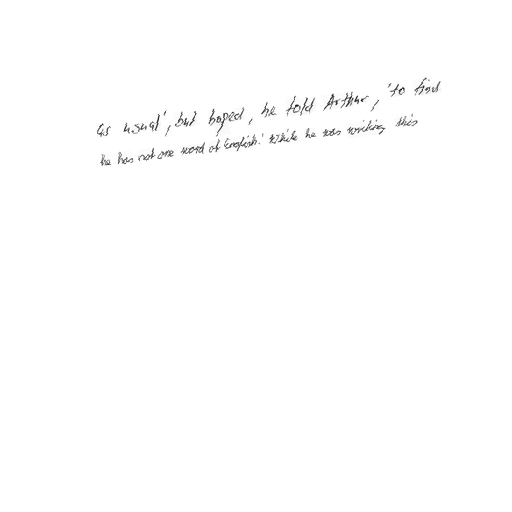 as usual', but hoped, he told Arthur, 'to find
he has not one word of English.' While he was writing this